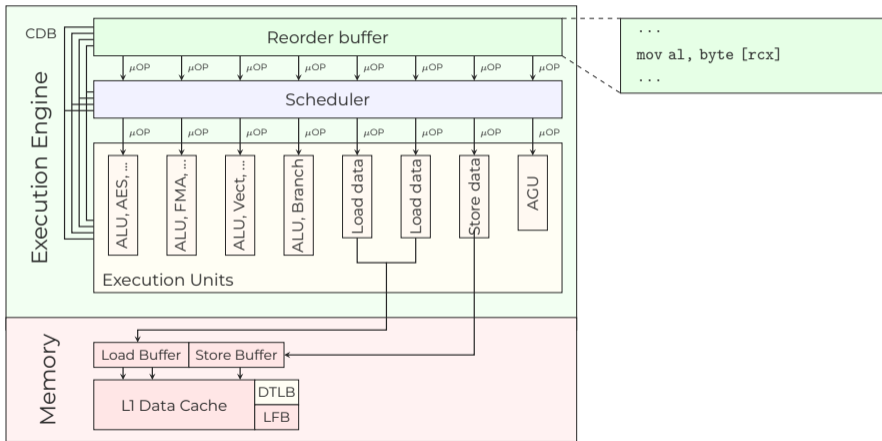 CDB
Reorder buffer
...
mov al, byte [rcx]
...
μOP μOP μOP μOP μOP μOP μOP μOP
Scheduler
μOP μOP μOP μOP μOP μOP μOP μOP
Execution Engine
ALU, AES, ...
ALU, FMA, ...
ALU, Vect, ...
ALU, Branch
Load data
Load data
Store data
AGU
Execution Units
Memory
Load Buffer
Store Buffer
L1 Data Cache
DTLB
LFB